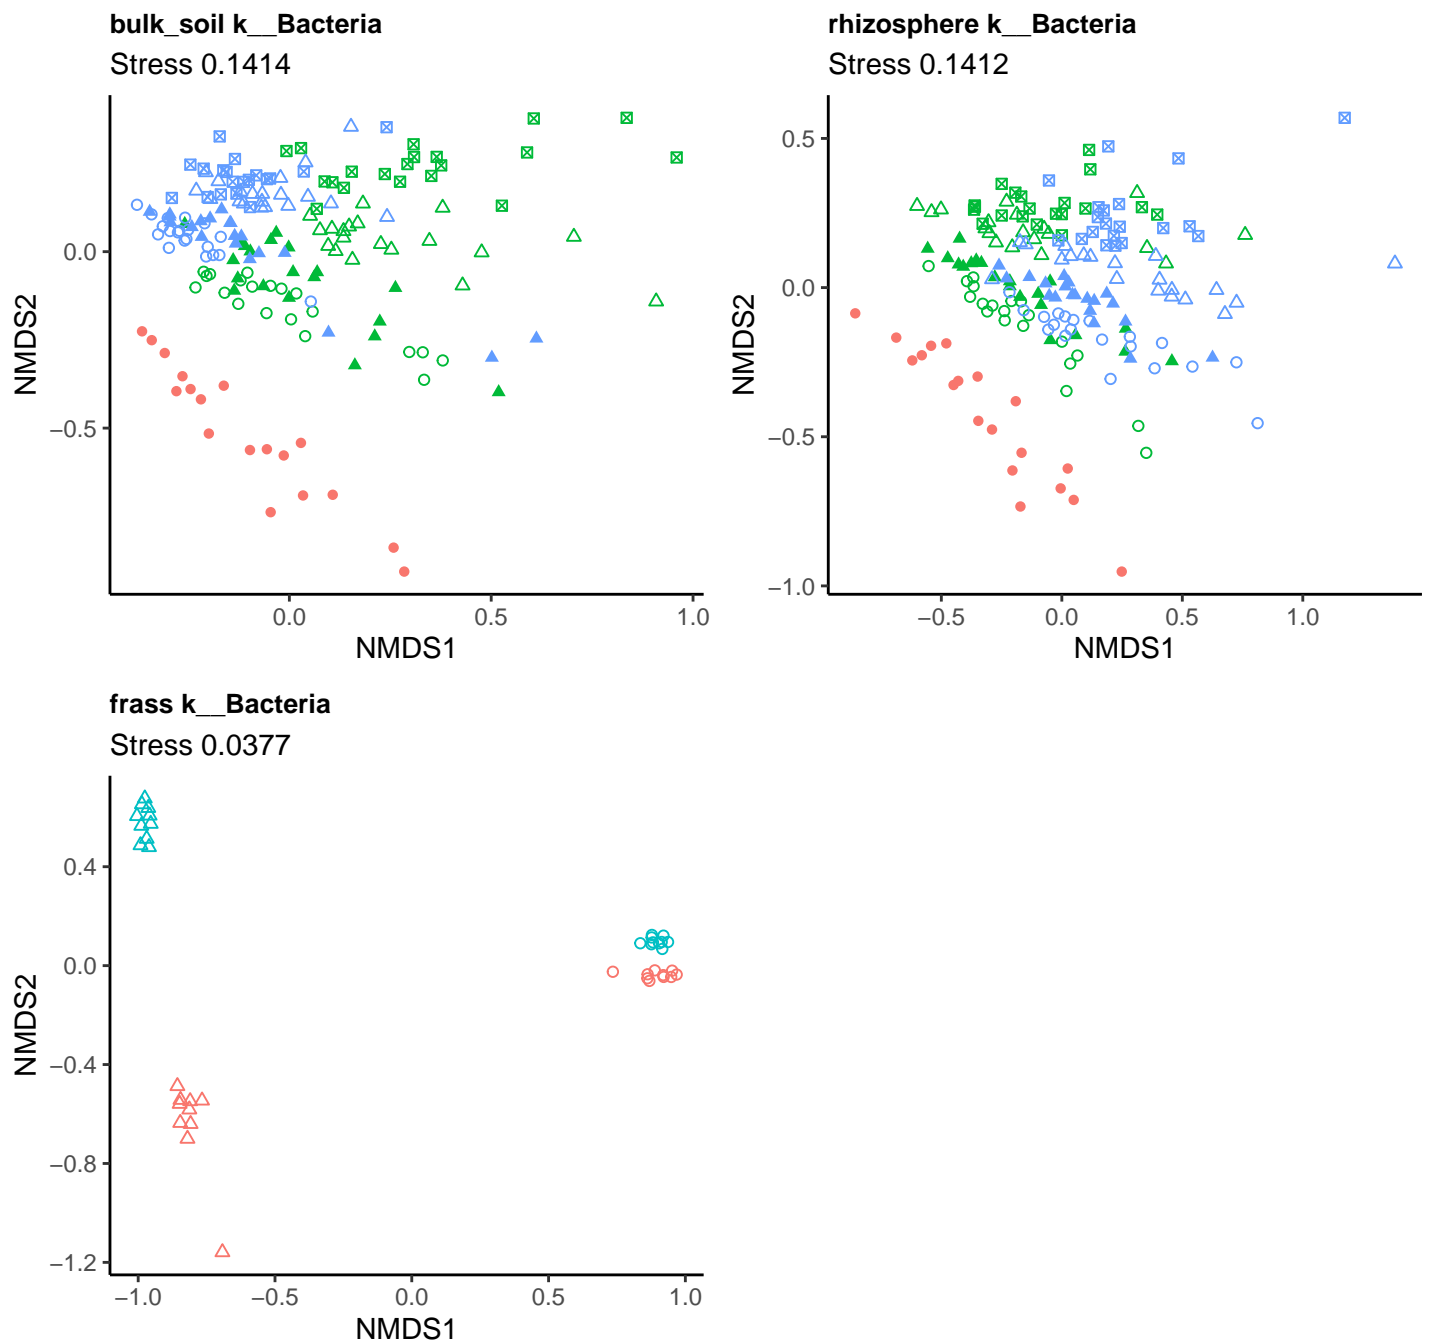 bulk_soil k__Bacteria
Stress 0.1414
0.0
−0.5
NMDS2
0.0
0.5
1.0
NMDS1
rhizosphere k__Bacteria
Stress 0.1412
0.5
0.0
−0.5
−1.0
NMDS2
−0.5
0.0
0.5
1.0
NMDS1
frass k__Bacteria
Stress 0.0377
0.4
0.0
−0.4
−0.8
−1.2
NMDS2
−1.0
−0.5
0.0
0.5
1.0
NMDS1